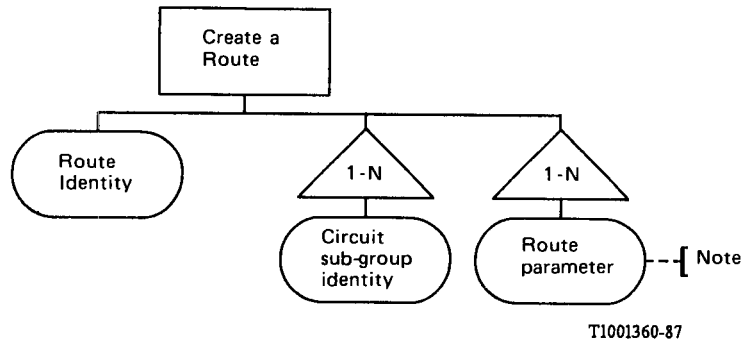 Create a
Route
Route
Identity
1-N
1-N
Circuit
sub-group
identity
Route
parameter
Note
T1001360-87